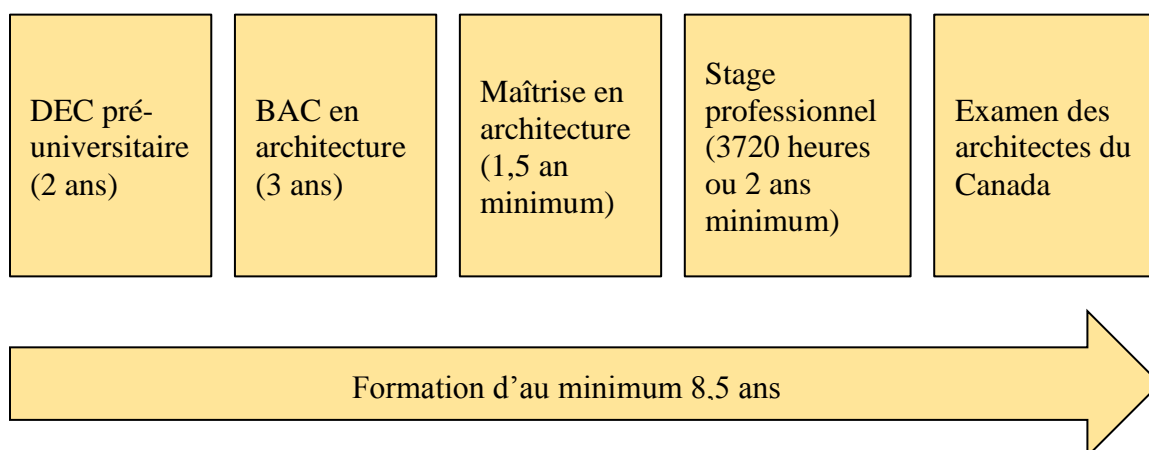 DEC pré-
universitaire
(2 ans)
BAC en
architecture
(3 ans)
Maîtrise en
architecture
(1,5 an
minimum)
Stage
professionnel
(3720 heures
ou 2 ans
minimum)
Examen des
architectes du
Canada
Formation d’au minimum 8,5 ans